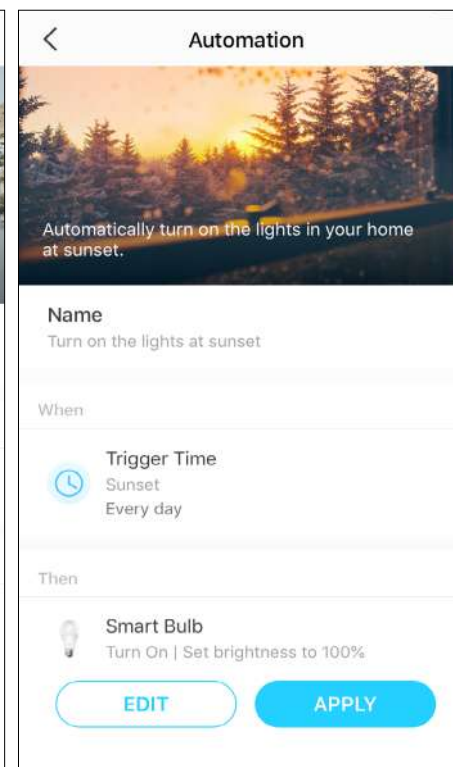 Automation
Automatically turn on the lights in your home
at sunset.
Name
Turn on the lights at sunset
When
Trigger Time
Sunset
Every day
Then
Smart Bulb
Turn On | Set brightness to 100%
EDIT
APPLY